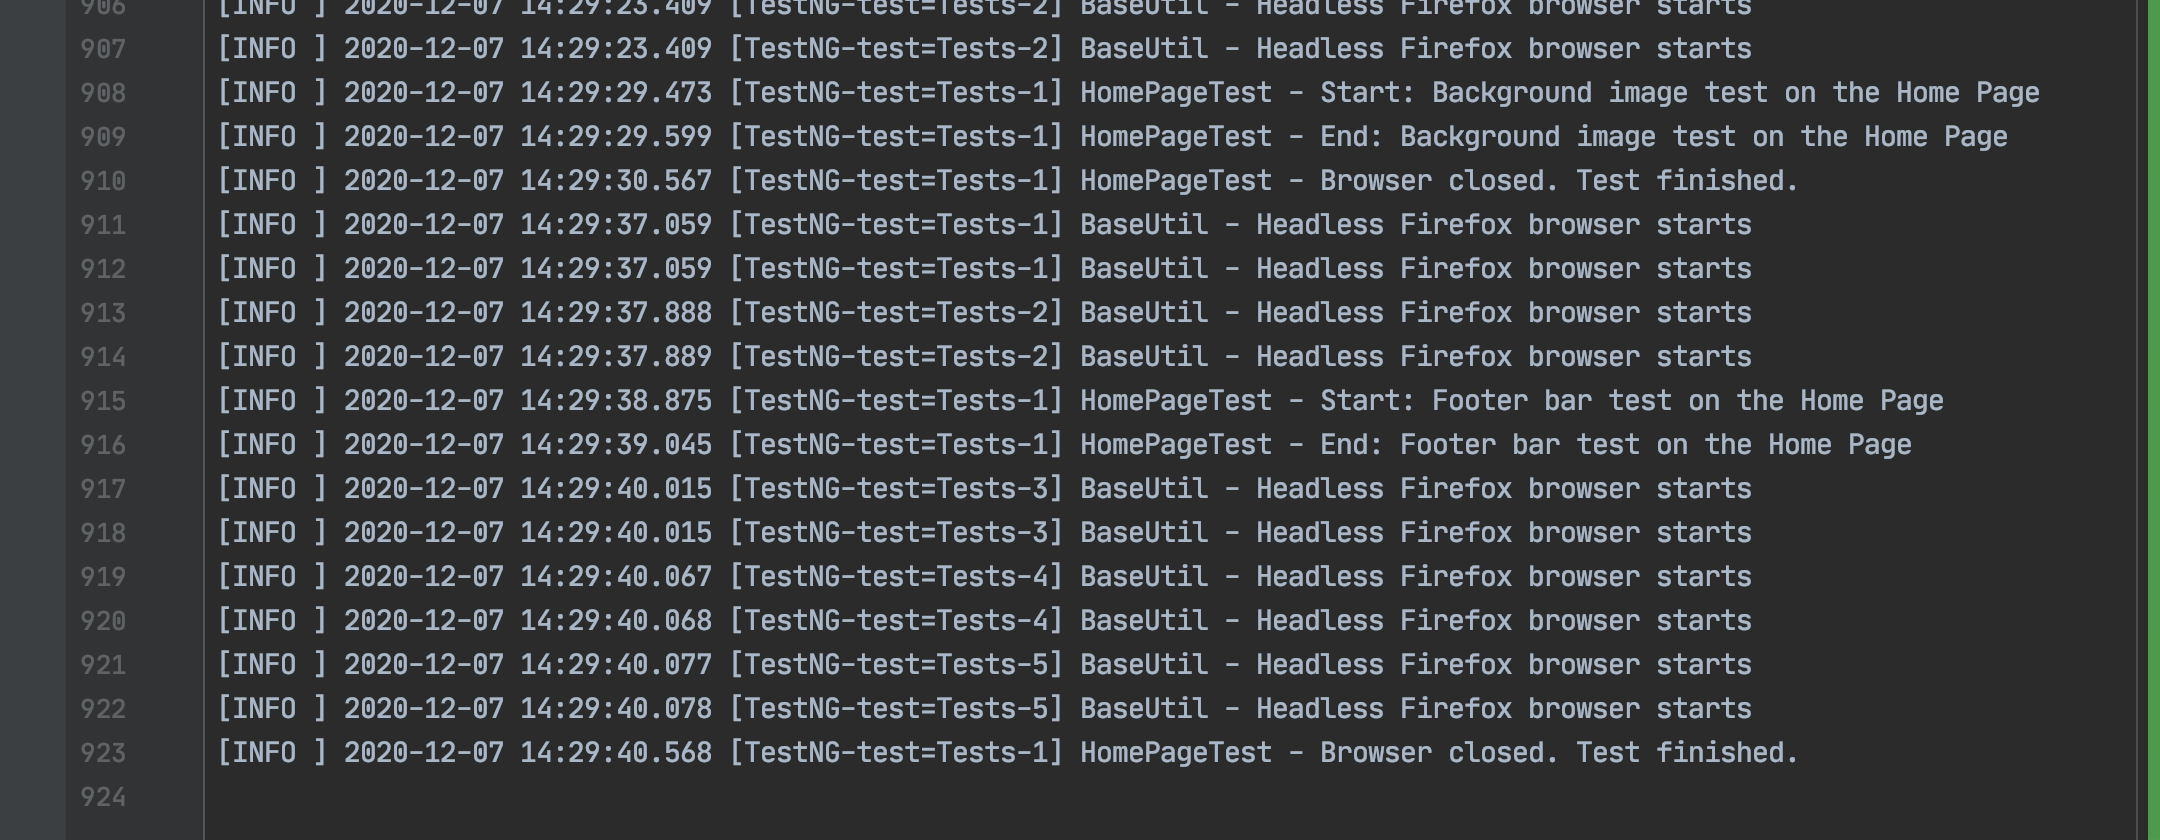 906 [INFO ] 2020-12-07 14:29:23.409 [TestNG-test=Tests-2] BaseUtil - Headless Firefox browser starts
907 [INFO ] 2020-12-07 14:29:23.409 [TestNG-test=Tests-2] BaseUtil - Headless Firefox browser starts
908 [INFO ] 2020-12-07 14:29:29.473 [TestNG-test=Tests-1] HomePageTest - Start: Background image test on the Home Page
909 [INFO ] 2020-12-07 14:29:29.599 [TestNG-test=Tests-1] HomePageTest - End: Background image test on the Home Page
910 [INFO ] 2020-12-07 14:29:30.567 [TestNG-test=Tests-1] HomePageTest - Browser closed. Test finished.
911 [INFO ] 2020-12-07 14:29:37.059 [TestNG-test=Tests-1] BaseUtil - Headless Firefox browser starts
912 [INFO ] 2020-12-07 14:29:37.059 [TestNG-test=Tests-1] BaseUtil - Headless Firefox browser starts
913 [INFO ] 2020-12-07 14:29:37.888 [TestNG-test=Tests-2] BaseUtil - Headless Firefox browser starts
914 [INFO ] 2020-12-07 14:29:37.889 [TestNG-test=Tests-2] BaseUtil - Headless Firefox browser starts
915 [INFO ] 2020-12-07 14:29:38.875 [TestNG-test=Tests-1] HomePageTest - Start: Footer bar test on the Home Page
916 [INFO ] 2020-12-07 14:29:39.045 [TestNG-test=Tests-1] HomePageTest - End: Footer bar test on the Home Page
917 [INFO ] 2020-12-07 14:29:40.015 [TestNG-test=Tests-3] BaseUtil - Headless Firefox browser starts
918 [INFO ] 2020-12-07 14:29:40.015 [TestNG-test=Tests-3] BaseUtil - Headless Firefox browser starts
919 [INFO ] 2020-12-07 14:29:40.067 [TestNG-test=Tests-4] BaseUtil - Headless Firefox browser starts
920 [INFO ] 2020-12-07 14:29:40.068 [TestNG-test=Tests-4] BaseUtil - Headless Firefox browser starts
921 [INFO ] 2020-12-07 14:29:40.077 [TestNG-test=Tests-5] BaseUtil - Headless Firefox browser starts
922 [INFO ] 2020-12-07 14:29:40.078 [TestNG-test=Tests-5] BaseUtil - Headless Firefox browser starts
923 [INFO ] 2020-12-07 14:29:40.568 [TestNG-test=Tests-1] HomePageTest - Browser closed. Test finished.
924